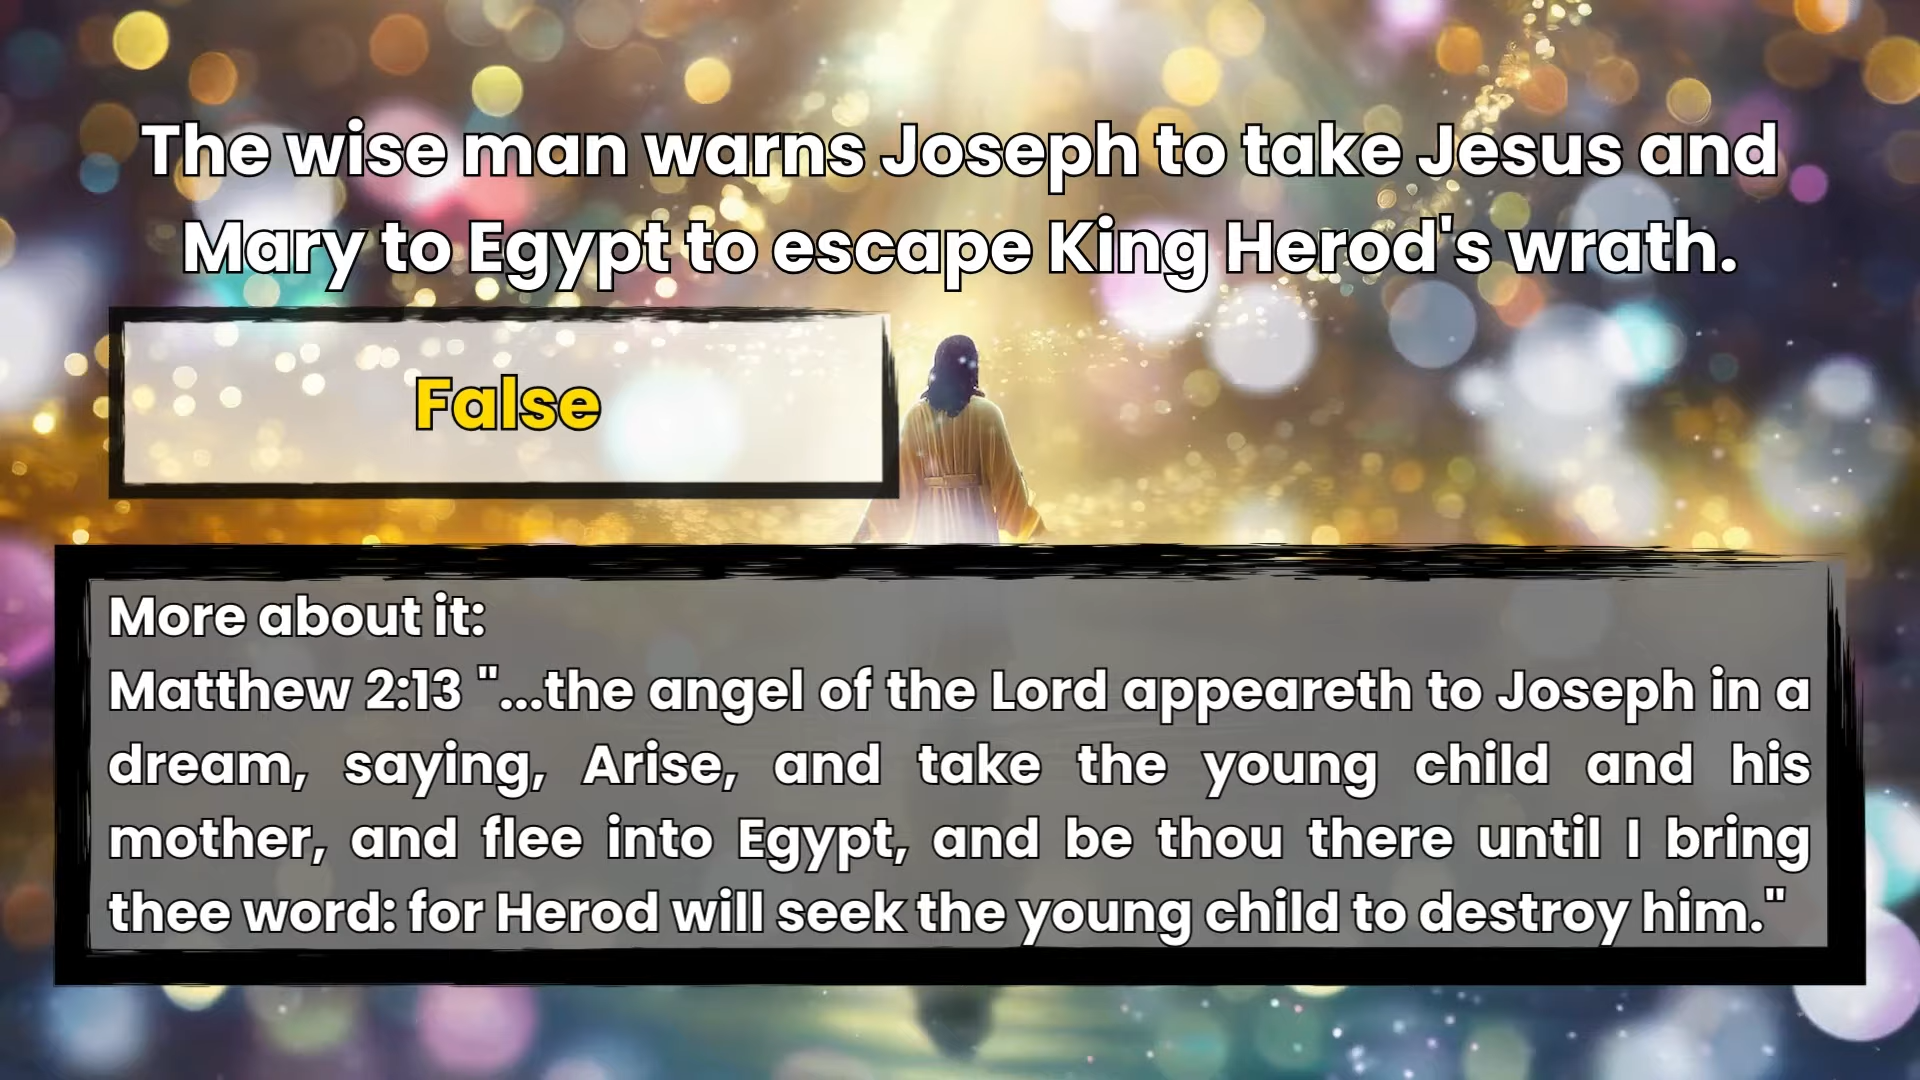 The wise man warns Joseph to take Jesus and
Mary to Egypt to escape King Herod's wrath.
False
More about it:
Matthew 2:13 "...the angel of the Lord appeareth to Joseph in a
dream, saying, Arise, and take the young child and his
mother, and flee into Egypt, and be thou there until I bring
thee word: for Herod will seek the young child to destroy him."